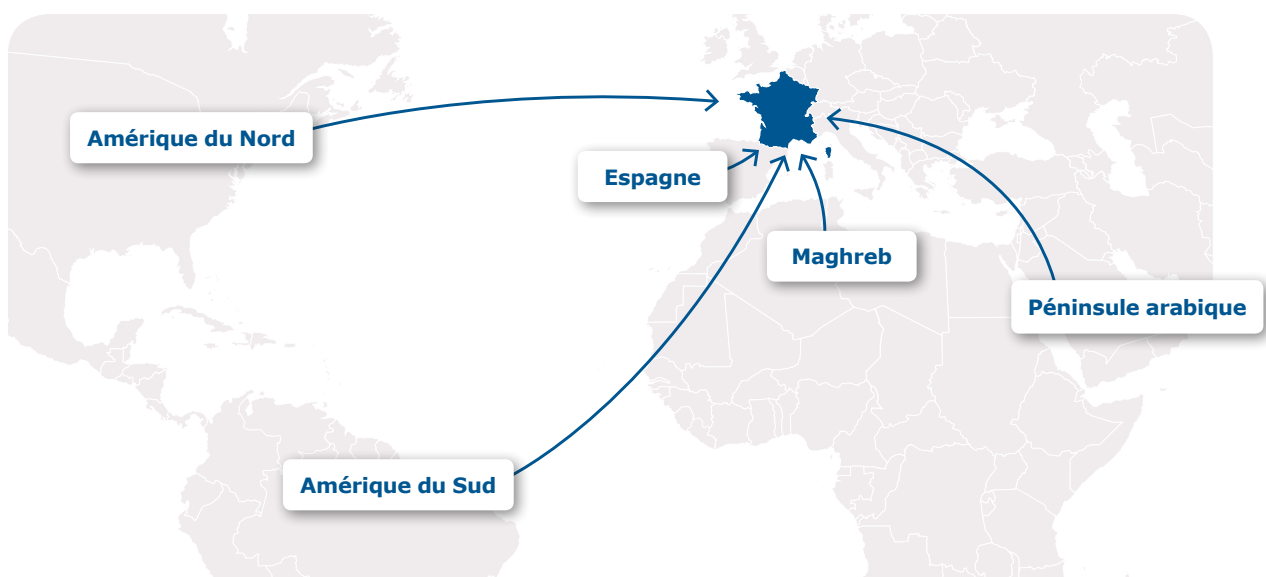 Amérique du Nord
Espagne
Maghreb
Péninsule arabique
Amérique du Sud